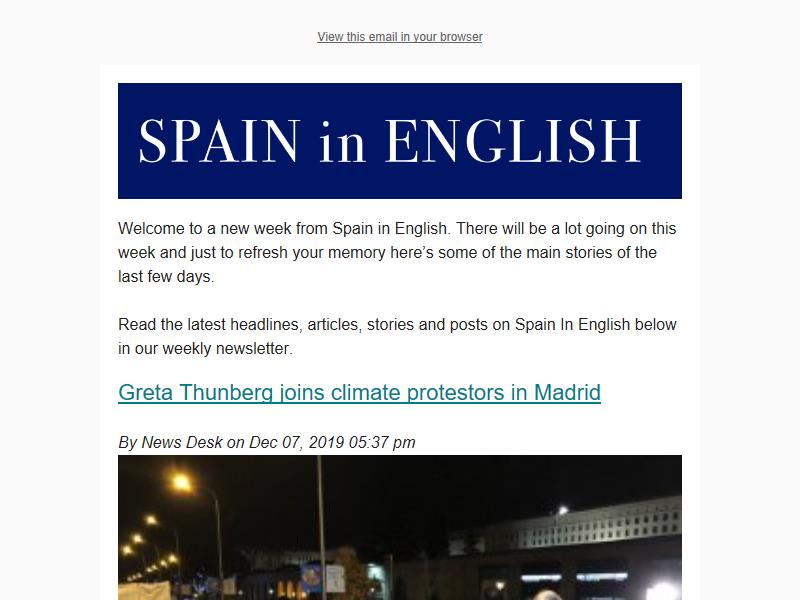 View this email in your browser
SPAIN in ENGLISH
Welcome to a new week from Spain in English. There will be a lot going on this
week and just to refresh your memory here’s some of the main stories of the
last few days.
Read the latest headlines, articles, stories and posts on Spain In English below
in our weekly newsletter.
Greta Thunberg joins climate protestors in Madrid
By News Desk on Dec 07, 2019 05:37 pm